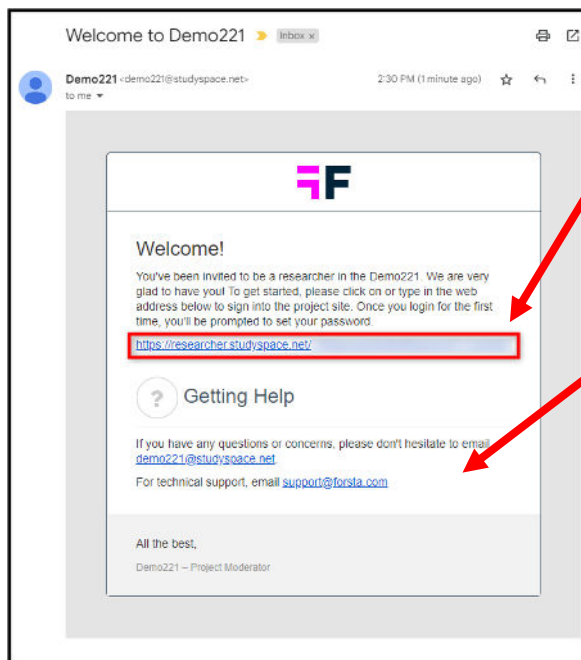 Welcome to Demo221 Inbox x
Demo221 <demo221@studyspace.net> 2:30 PM (1 minute ago)
to me
F
Welcome!
You've been invited to be a researcher in the Demo221. We are very
glad to have you! To get started, please click on or type in the web
address below to sign into the project site. Once you login for the first
time, you'll be prompted to set your password.
https://researcher.studyspace.net/
? Getting Help
If you have any questions or concerns, please don't hesitate to email
demo221@studyspace.net.
For technical support, email support@forsta.com
All the best,
Demo221 – Project Moderator